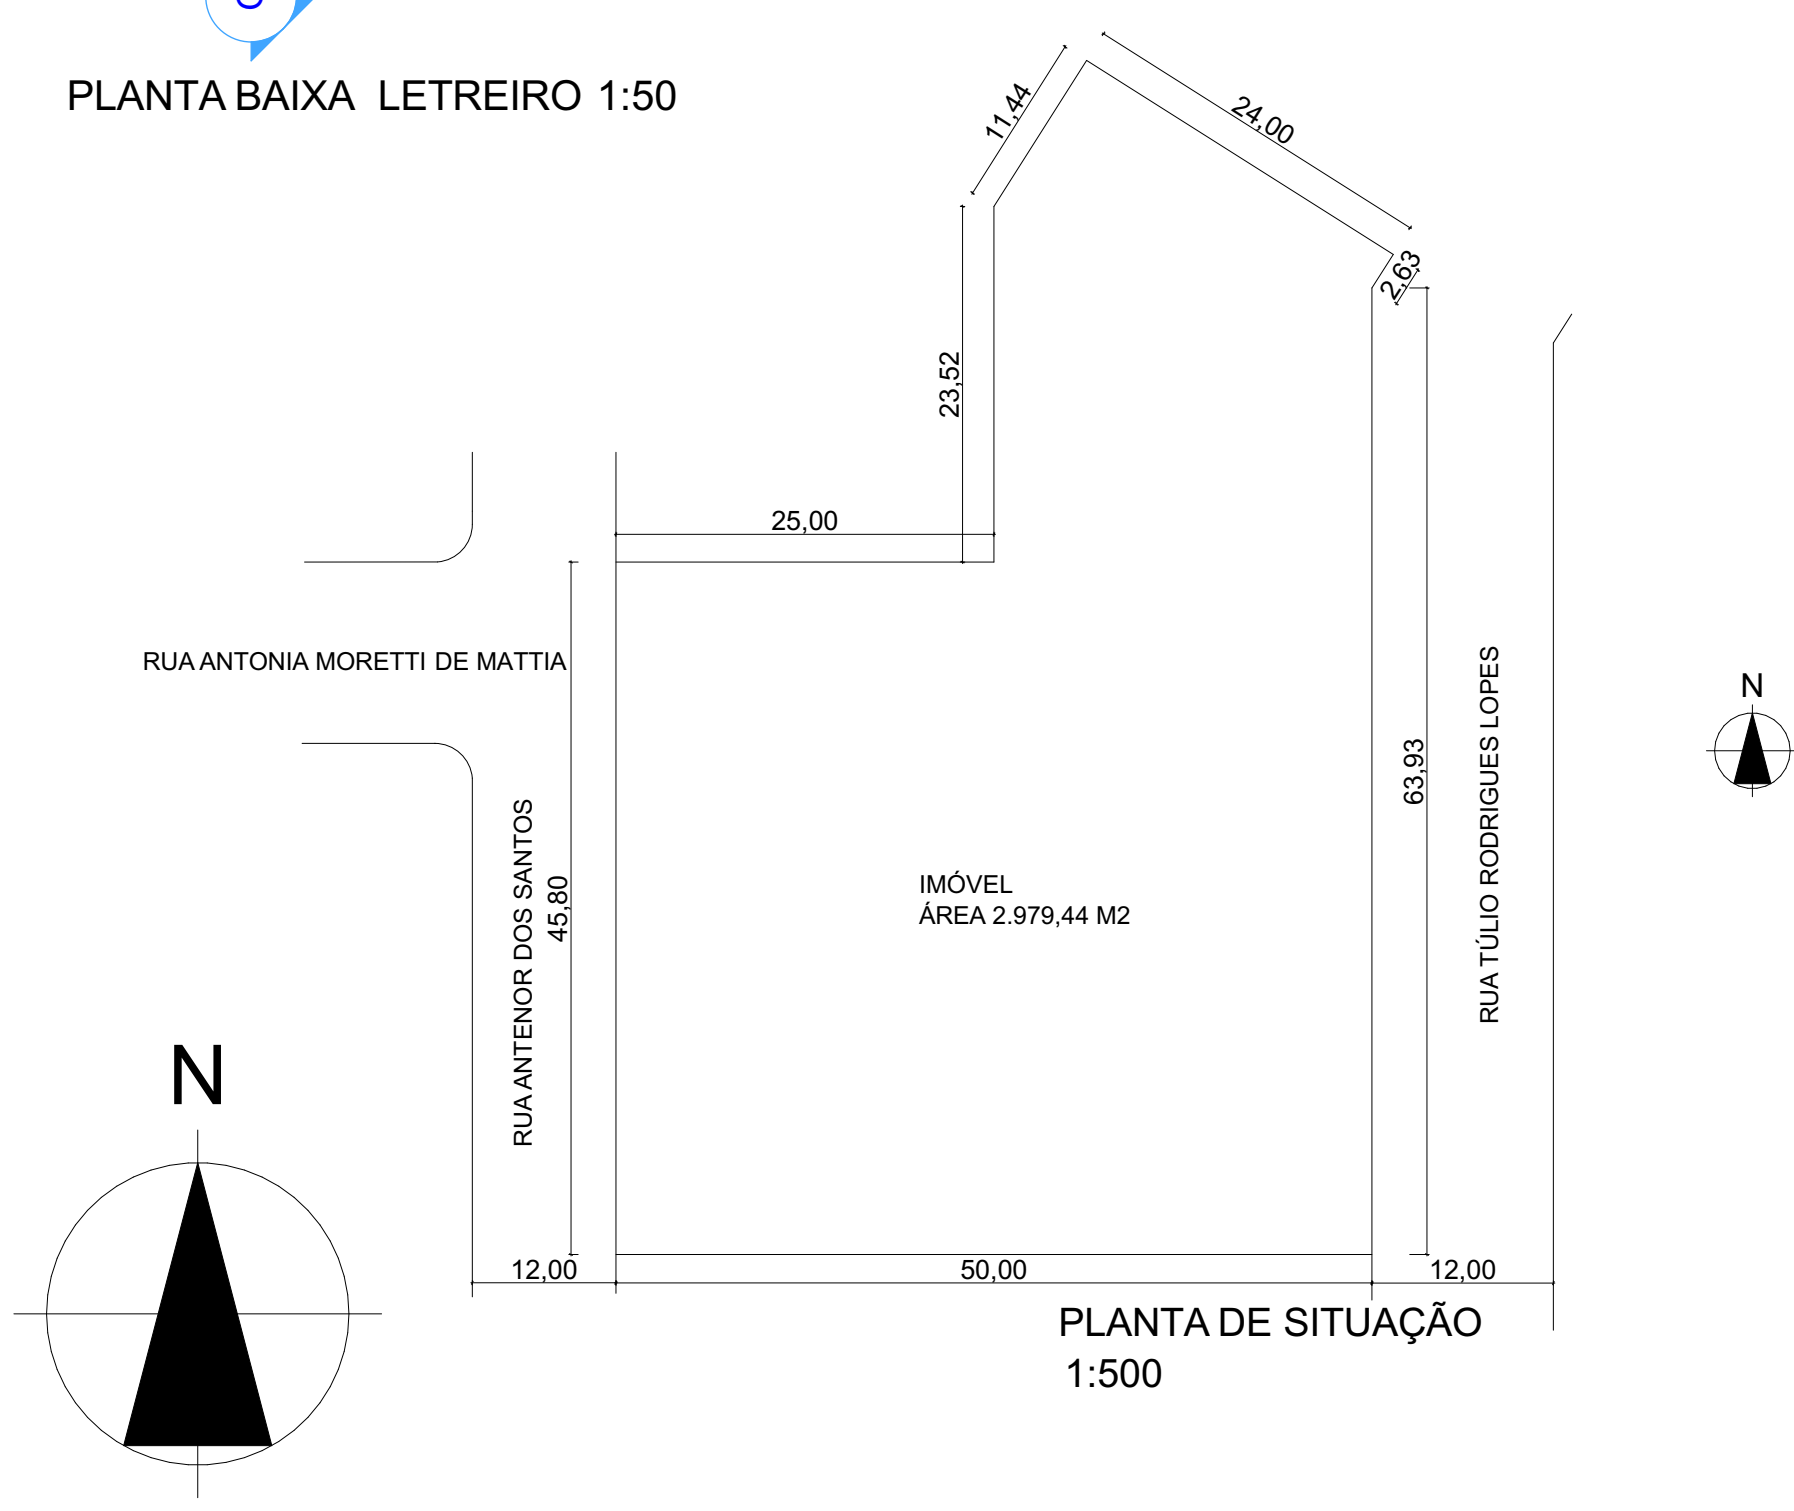 PLANTA BAIXA LETREIRO 1:50
11,44
24,00
2,63
23,52
25,00
RUA ANTONIA MORETTI DE MATTIA
N
RUA TÚLIO RODRIGUES LOPES
63,93
RUA ANTENOR DOS SANTOS
45,80
IMÓVEL
ÁREA 2.979,44 M2
N
12,00
50,00
12,00
PLANTA DE SITUAÇÃO
1:500